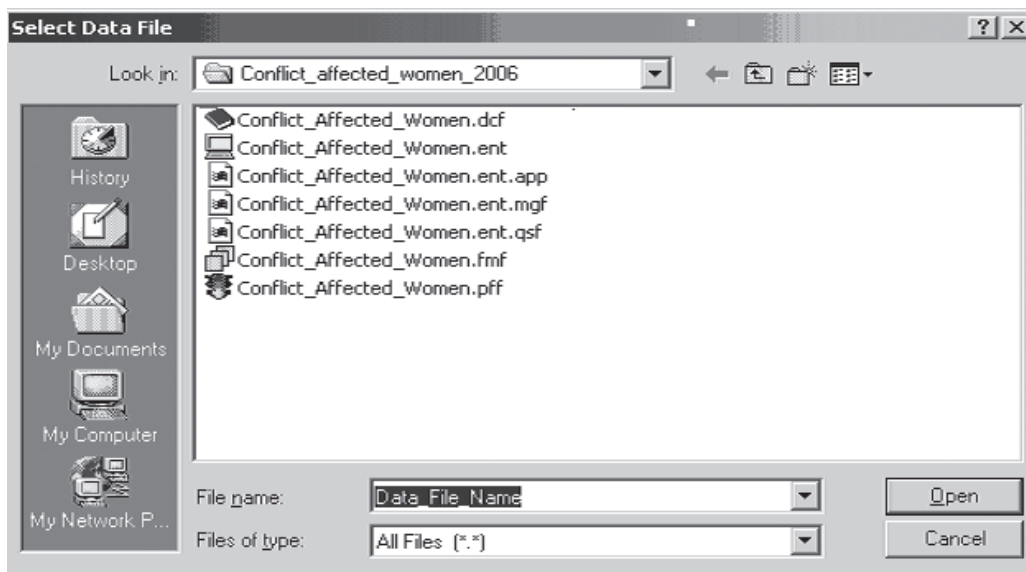 Select Data File
Look in: Conflict_affected_women_2006
Conflict_Affected_Women.dcf
Conflict_Affected_Women.ent
Conflict_Affected_Women.ent.app
Conflict_Affected_Women.ent.mgf
Conflict_Affected_Women.ent.qsf
Conflict_Affected_Women.fmf
Conflict_Affected_Women.pff
History
Desktop
My Documents
My Computer
My Network P...
File name: Data_File_Name Open
Files of type: All Files (*.*) Cancel